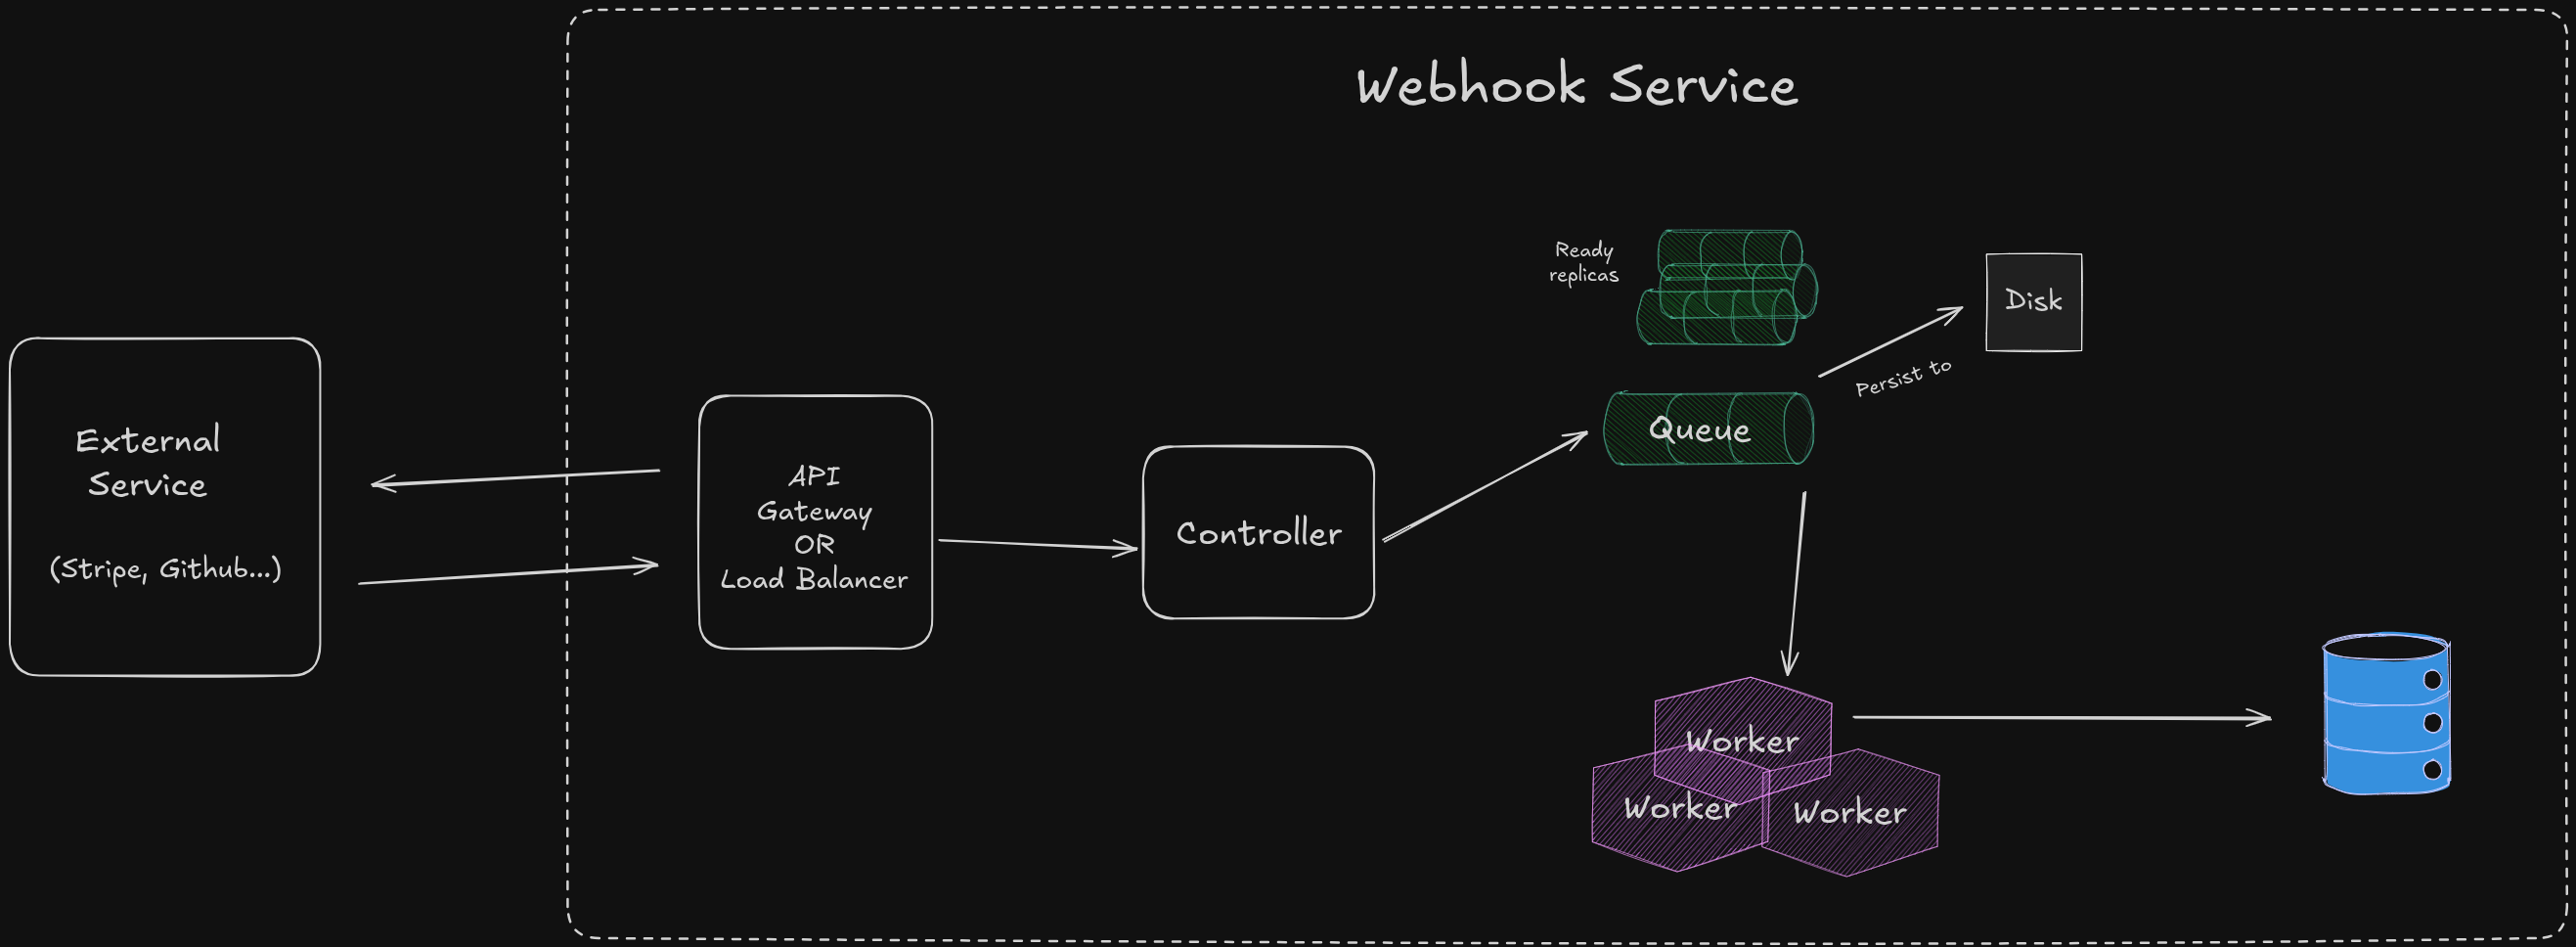 Webhook Service
Ready
replicas
Disk
Persist to
Queue
External
Service
(Stripe, Github...)
API
Gateway
OR
Load Balancer
Controller
Worker
Worker
Worker